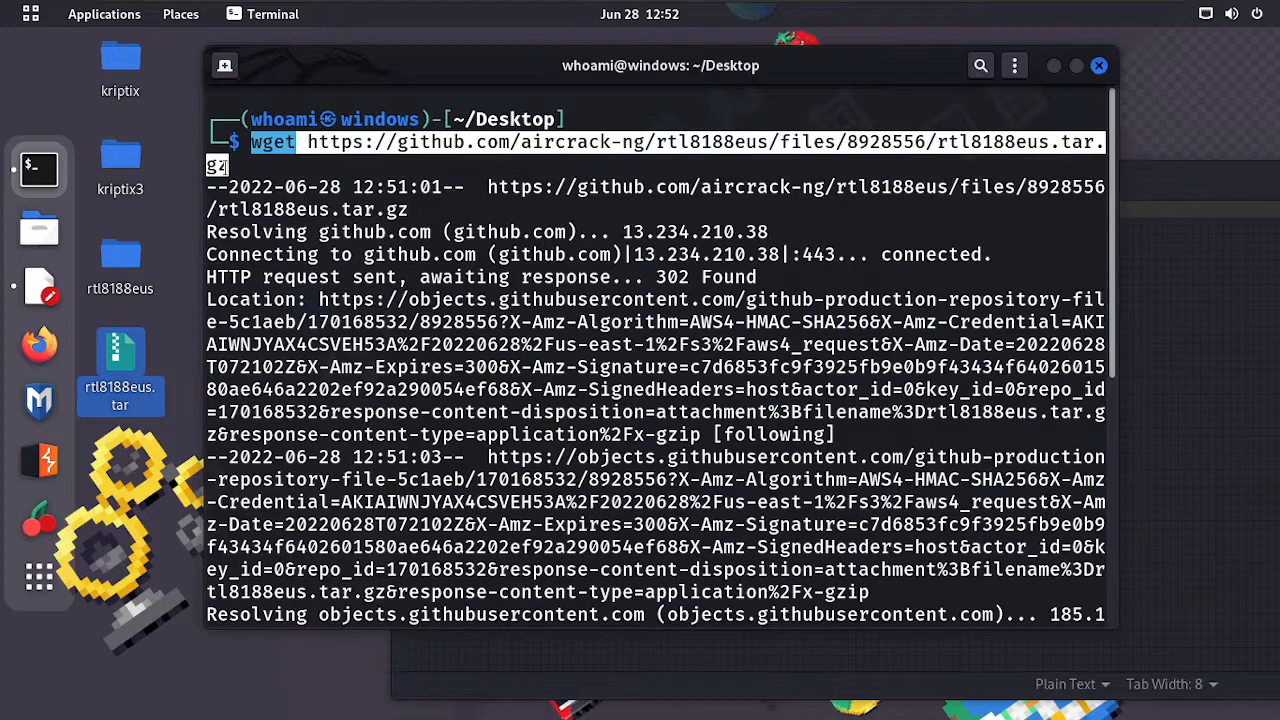 Applications Places Terminal Jun 28 12:52
whoami@windows: ~/Desktop
kriptix
kriptix3
rtl8188eus
rtl8188eus.
tar
(whoami㉿windows)-[~/Desktop]
$ wget https://github.com/aircrack-ng/rtl8188eus/files/8928556/rtl8188eus.tar.
gz
--2022-06-28 12:51:01-- https://github.com/aircrack-ng/rtl8188eus/files/8928556
/rtl8188eus.tar.gz
Resolving github.com (github.com)... 13.234.210.38
Connecting to github.com (github.com)|13.234.210.38|:443... connected.
HTTP request sent, awaiting response... 302 Found
Location: https://objects.githubusercontent.com/github-production-repository-fil
e-5c1aeb/170168532/8928556?X-Amz-Algorithm=AWS4-HMAC-SHA256&X-Amz-Credential=AKI
AIWNJYAX4CSVEH53A%2F20220628%2Fus-east-1%2Fs3%2Faws4_request&X-Amz-Date=20220628
T072102Z&X-Amz-Expires=300&X-Amz-Signature=c7d6853fc9f3925fb9e0b9f43434f64026015
80ae646a2202ef92a290054ef68&X-Amz-SignedHeaders=host&actor_id=0&key_id=0&repo_id
=170168532&response-content-disposition=attachment%3Bfilename%3Drtl8188eus.tar.g
z&response-content-type=application%2Fx-gzip [following]
--2022-06-28 12:51:03-- https://objects.githubusercontent.com/github-production
-repository-file-5c1aeb/170168532/8928556?X-Amz-Algorithm=AWS4-HMAC-SHA256&X-Amz
-Credential=AKIAIWNJYAX4CSVEH53A%2F20220628%2Fus-east-1%2Fs3%2Faws4_request&X-Am
z-Date=20220628T072102Z&X-Amz-Expires=300&X-Amz-Signature=c7d6853fc9f3925fb9e0b9
f43434f6402601580ae646a2202ef92a290054ef68&X-Amz-SignedHeaders=host&actor_id=0&k
ey_id=0&repo_id=170168532&response-content-disposition=attachment%3Bfilename%3Dr
tl8188eus.tar.gz&response-content-type=application%2Fx-gzip
Resolving objects.githubusercontent.com (objects.githubusercontent.com)... 185.1
Plain Text Tab Width: 8